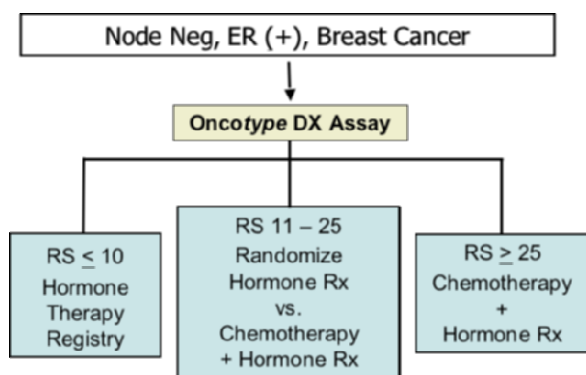 Node Neg, ER (+), Breast Cancer
Oncotype DX Assay
RS ≤ 10
Hormone
Therapy
Registry
RS 11 – 25
Randomize
Hormone Rx
vs.
Chemotherapy
+ Hormone Rx
RS ≥ 25
Chemotherapy
+
Hormone Rx